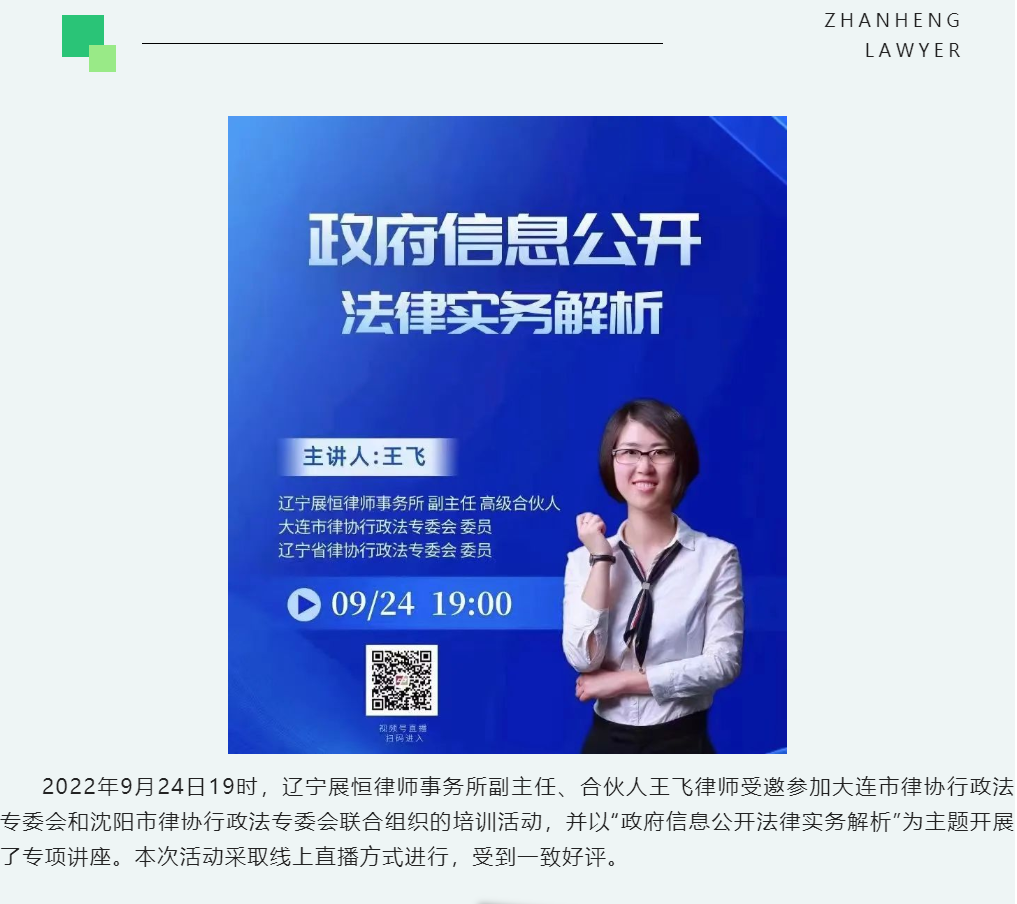 ZHANHENG
LAWYER
政府信息公开
法律实务解析
主讲人:王飞
辽宁展恒律师事务所 副主任 高级合伙人
大连市律协行政法专委会 委员
辽宁省律协行政法专委会 委员
09/24 19:00
视频号直播
扫码进入
2022年9月24日19时，辽宁展恒律师事务所副主任、合伙人王飞律师受邀参加大连市律协行政法
专委会和沈阳市律协行政法专委会联合组织的培训活动，并以“政府信息公开法律实务解析”为主题开展
了专项讲座。本次活动采取线上直播方式进行，受到一致好评。